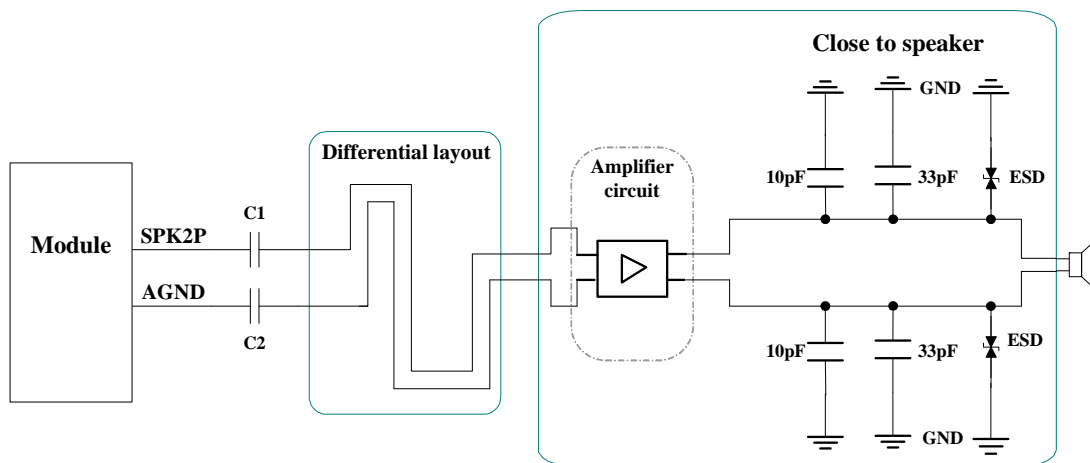 Close to speaker
GND
Differential layout
Amplifier
circuit
10pF
33pF
ESD
C1
SPK2P
Module
AGND
C2
10pF
33pF
ESD
GND